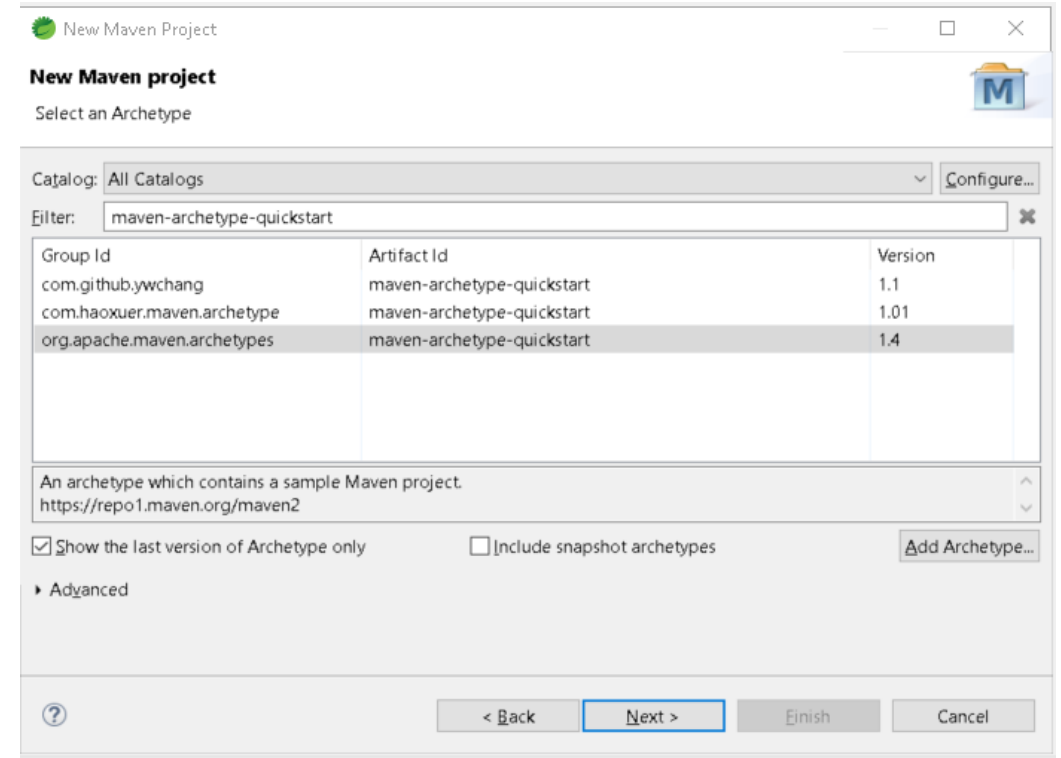 New Maven Project
New Maven project
Select an Archetype
M
Catalog: All Catalogs Configure...
Filter: maven-archetype-quickstart
Group Id Artifact Id Version
com.github.ywchang maven-archetype-quickstart 1.1
com.haoxuer.maven.archetype maven-archetype-quickstart 1.01
org.apache.maven.archetypes maven-archetype-quickstart 1.4
An archetype which contains a sample Maven project.
https://repo1.maven.org/maven2
Show the last version of Archetype only Include snapshot archetypes Add Archetype...
Advanced
? < Back Next > Finish Cancel